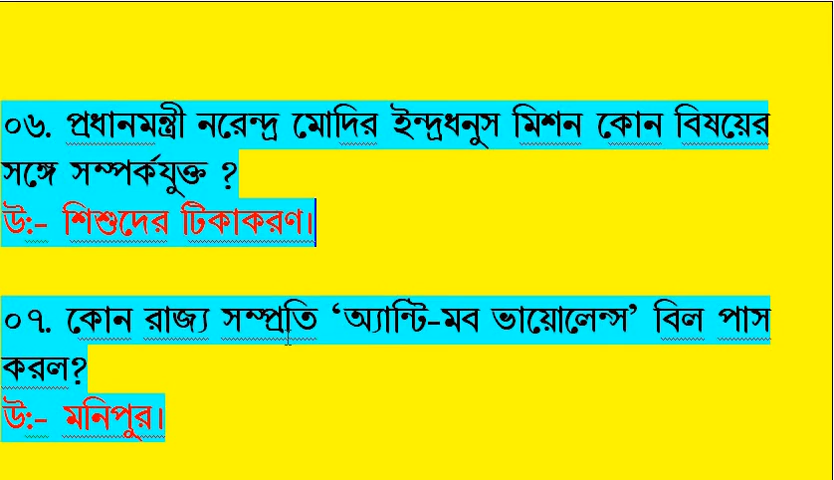 ০৬. প্রধানমন্ত্রী নরেন্দ্র মোদির ইন্দ্রধনুস মিশন কোন বিষয়ের
সঙ্গে সম্পর্কযুক্ত ?
উ:- শিশুদের টিকাকরণ।
০৭. কোন রাজ্য সম্প্রতি ‘অ্যান্টি-মব ভায়োলেন্স’ বিল পাস
করল?
উ:- মনিপুর।